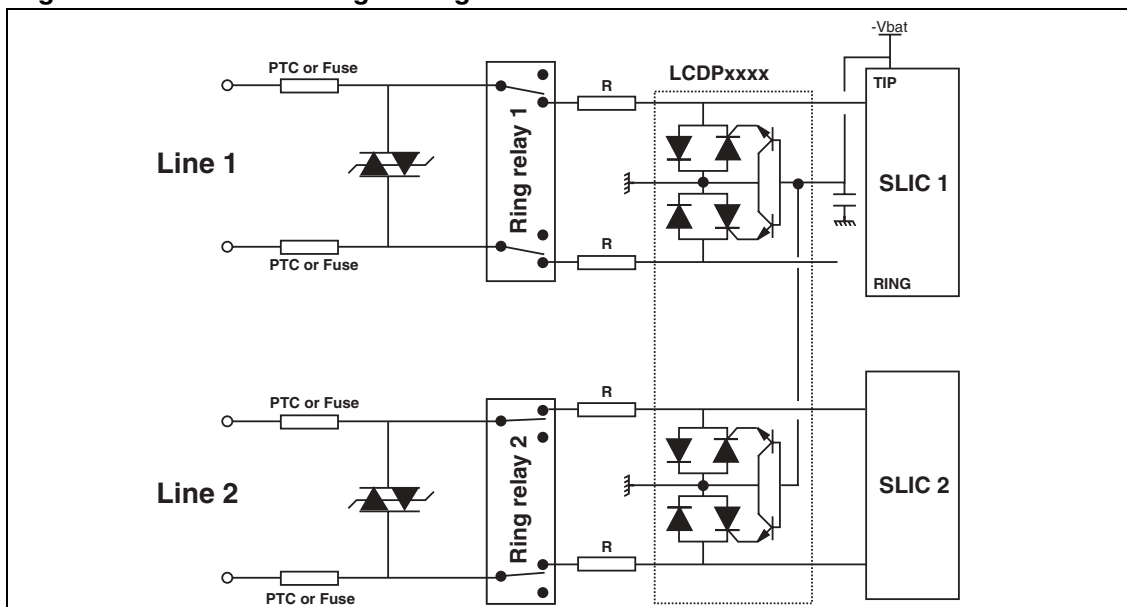 -Vbat
PTC or Fuse
LCDPxxxx
TIP
R
Line 1
Ring relay 1
SLIC 1
R
PTC or Fuse
RING
PTC or Fuse
R
Line 2
Ring relay 2
SLIC 2
R
PTC or Fuse